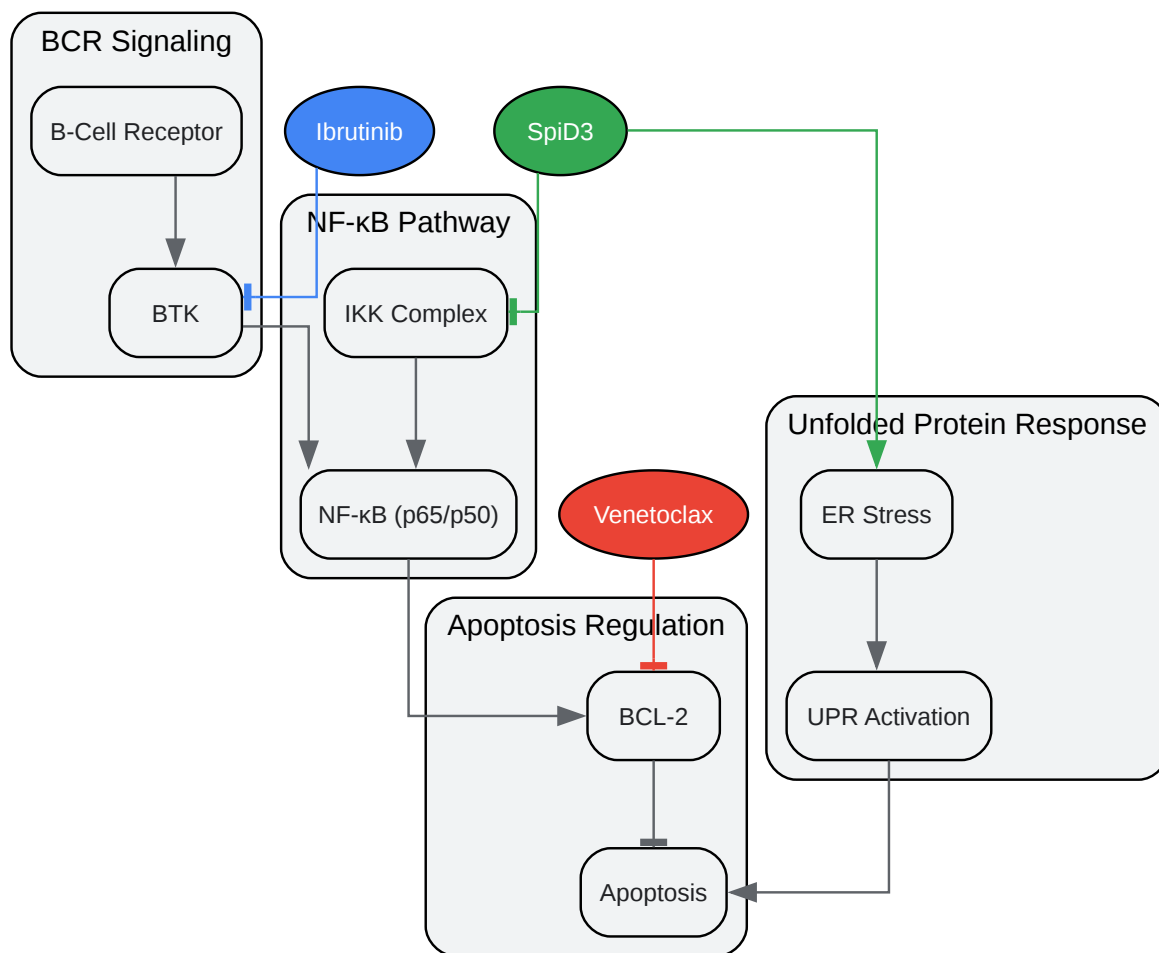 BCR Signaling
B-Cell Receptor
Ibrutinib
SpiD3
NF-κB Pathway
BTK
IKK Complex
Unfolded Protein Response
NF-κB (p65/p50)
Venetoclax
ER Stress
Apoptosis Regulation
BCL-2
UPR Activation
Apoptosis